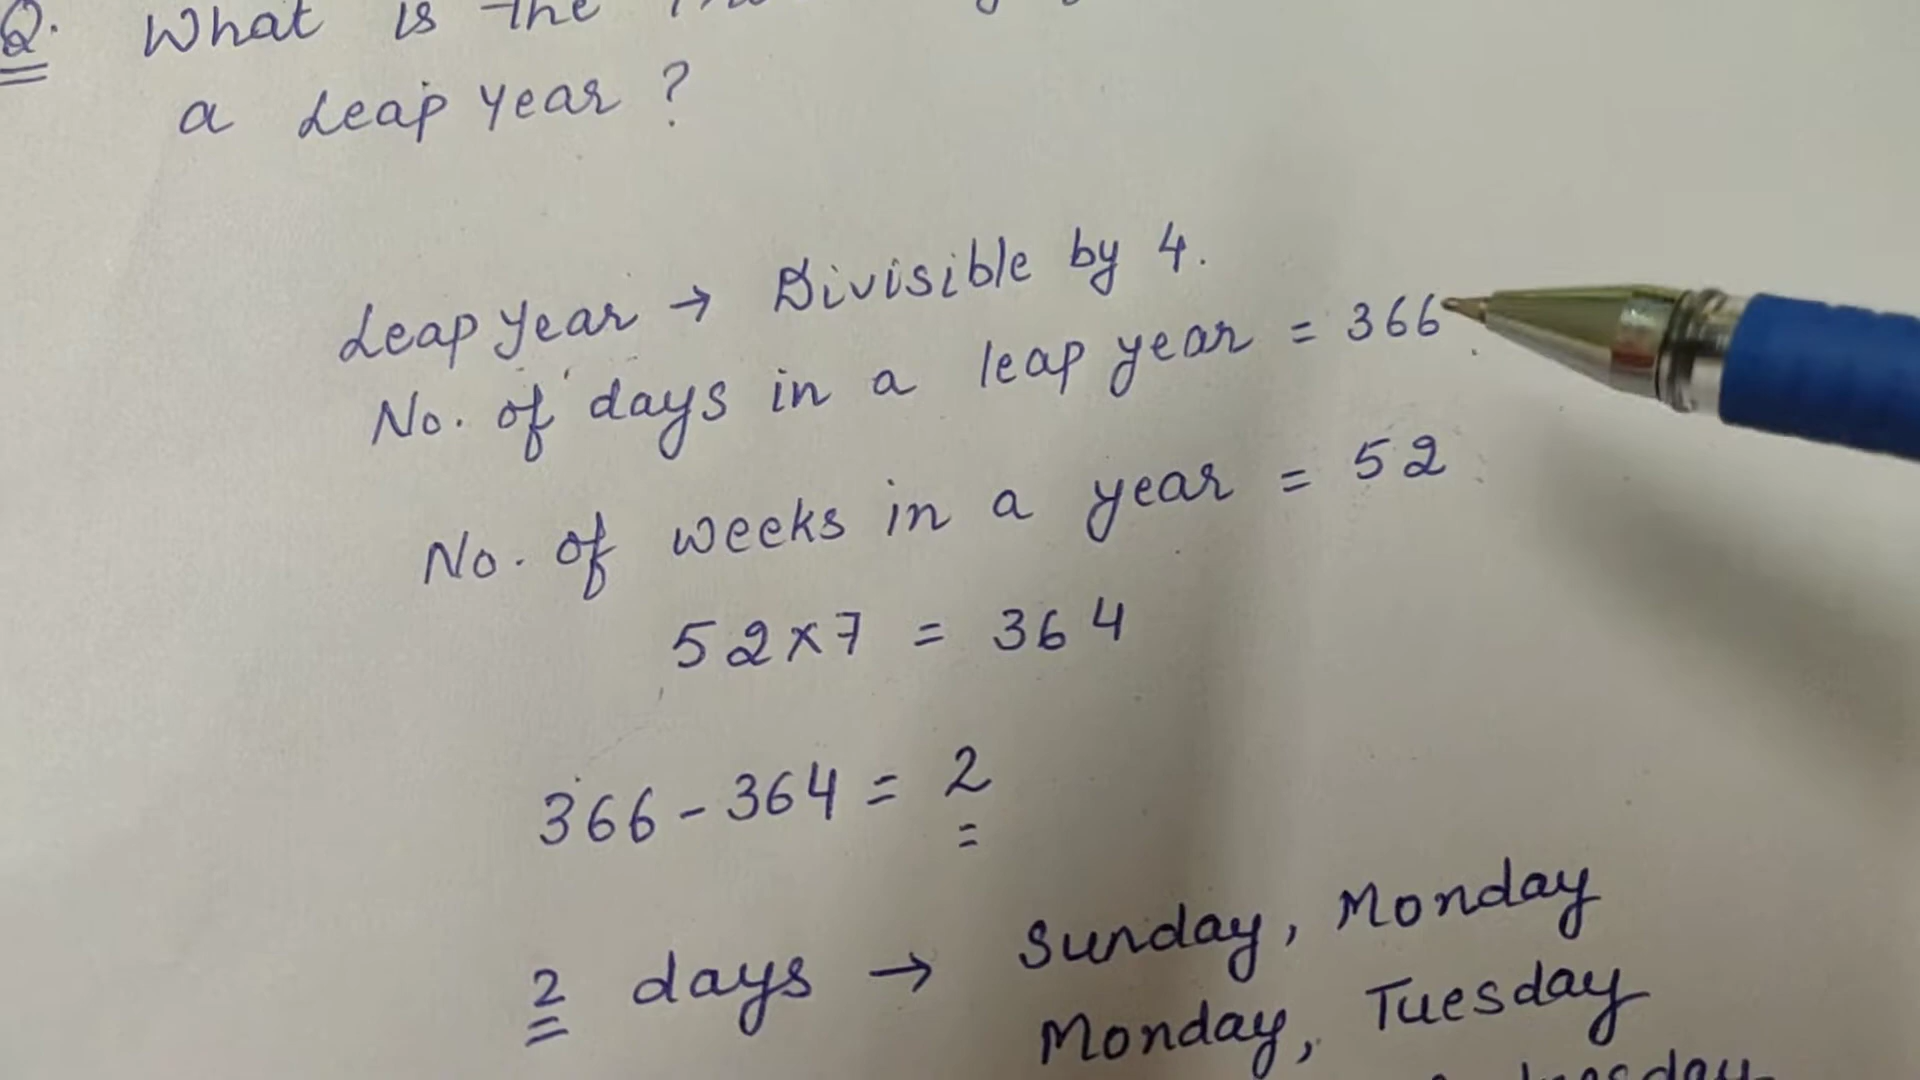 Q. What is the
a Leap Year ?
Leap Year → Divisible by 4.
No. of days in a leap year = 366
No. of weeks in a year = 52
52×7 = 364
366 - 364 = 2
2 days → Sunday, Monday
Monday, Tuesday